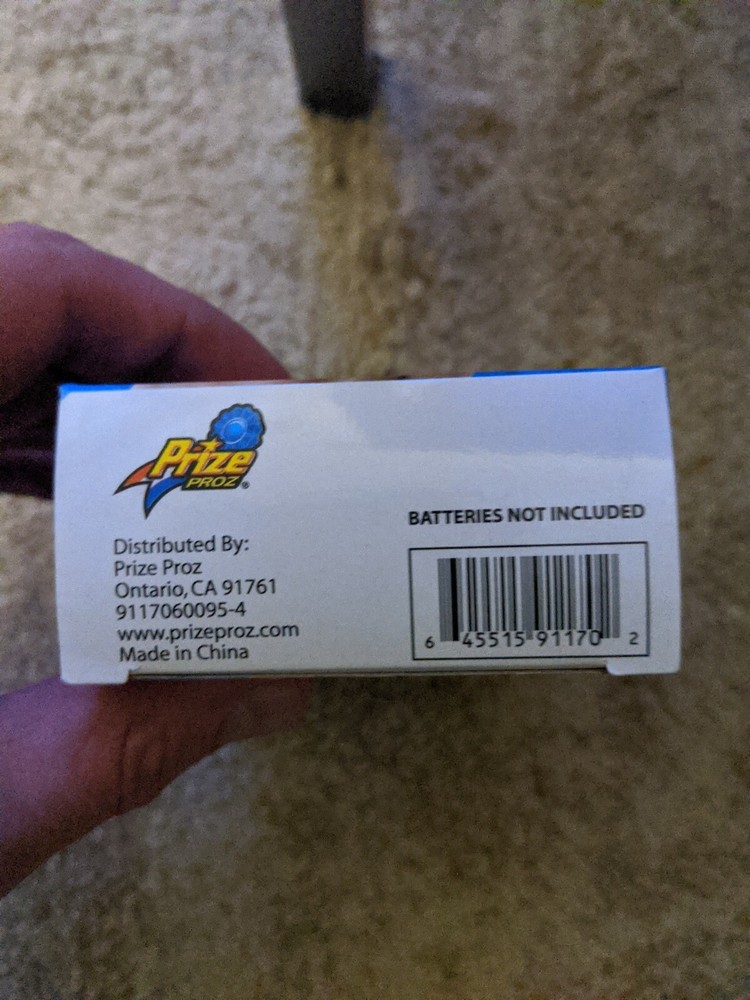 Prize
PROZ®
Distributed By:
Prize Proz
Ontario, CA 91761
9117060095-4
www.prizeproz.com
Made in China
BATTERIES NOT INCLUDED
6 45515 91170 2